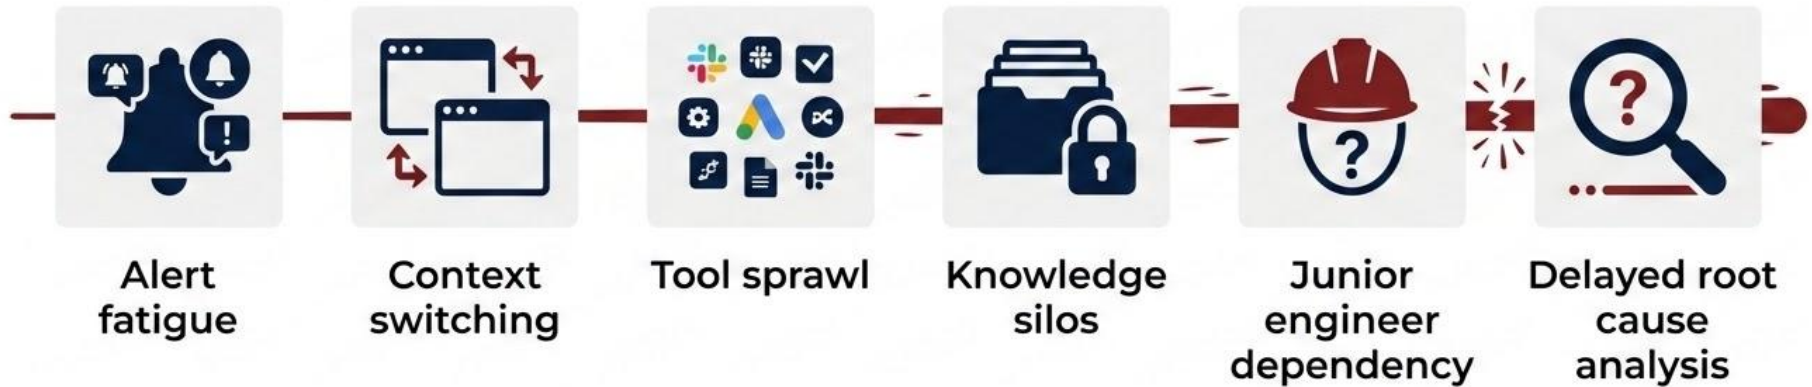 Alert
fatigue
Context
switching
Tool sprawl
Knowledge
silos
Junior
engineer
dependency
Delayed root
cause
analysis